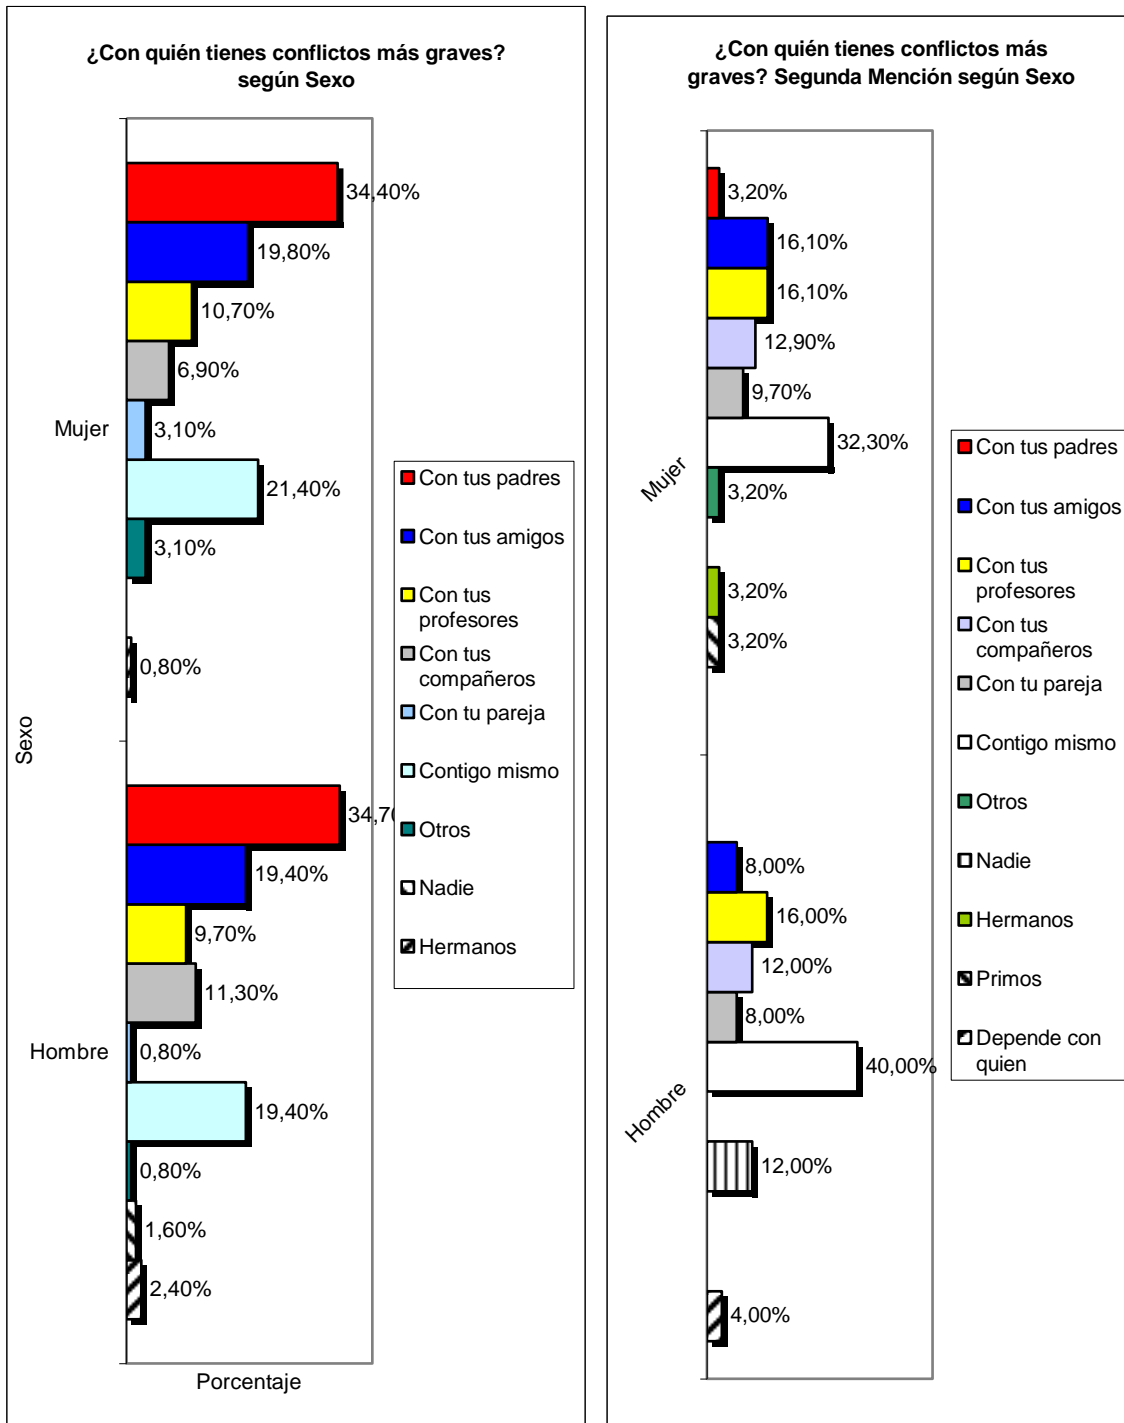 ¿Con quién tienes conflictos más graves?
según Sexo
34,40%
19,80%
10,70%
6,90%
Mujer
3,10%
21,40%
3,10%
0,80%
Sexo
34,70
19,40%
9,70%
11,30%
Hombre
0,80%
19,40%
0,80%
1,60%
2,40%
Porcentaje
Con tus padres
Con tus amigos
Con tus
profesores
Con tus
compañeros
Con tu pareja
Contigo mismo
Otros
Nadie
Hermanos
¿Con quién tienes conflictos más
graves? Segunda Mención según Sexo
3,20%
16,10%
16,10%
12,90%
9,70%
32,30%
Mujer
3,20%
3,20%
3,20%
8,00%
16,00%
12,00%
8,00%
40,00%
Hombre
12,00%
4,00%
Con tus padres
Con tus amigos
Con tus
profesores
Con tus
compañeros
Con tu pareja
Contigo mismo
Otros
Nadie
Hermanos
Primos
Depende con
quien